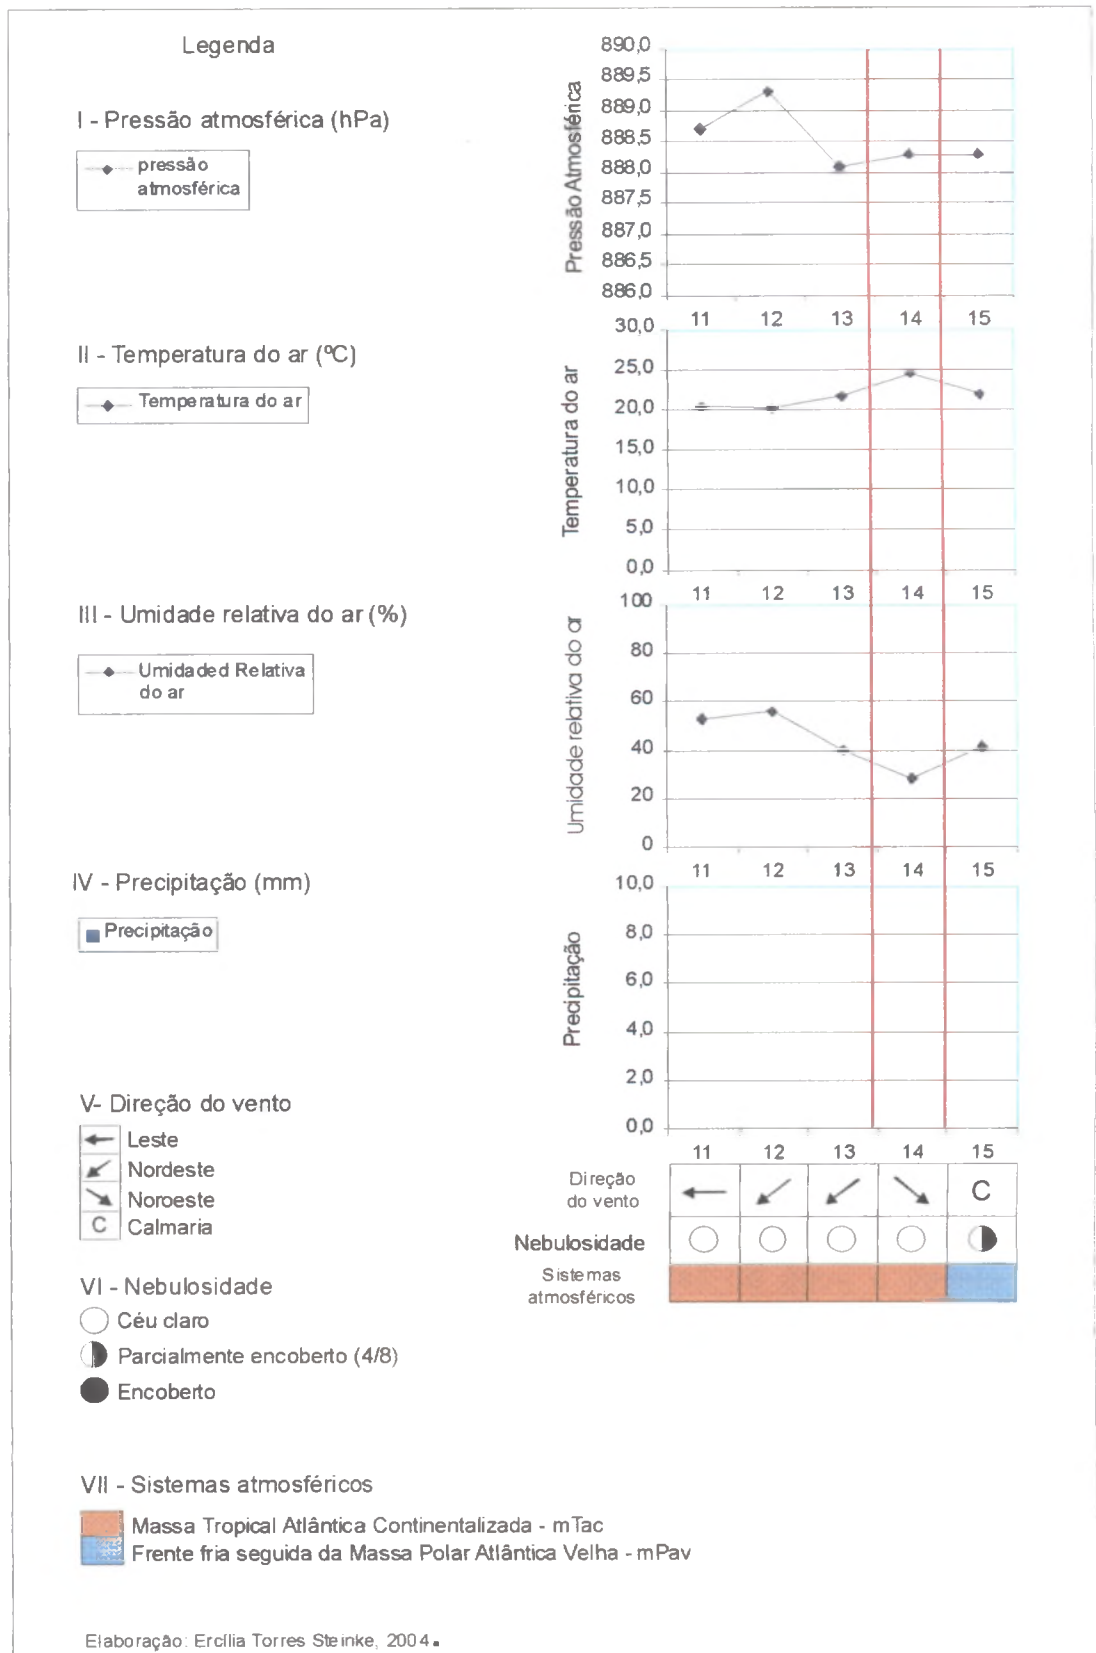 Legenda
I - Pressão atmosférica (hPa)
pressão
atmosférica
Pressão Atmosférica
890,0
889,5
889,0
888,5
888,0
887,5
887,0
886,5
886,0
11 12 13 14 15
II - Temperatura do ar (ºC)
Temperatura do ar
Temperatura do ar
30,0
25,0
20,0
15,0
10,0
5,0
0,0
11 12 13 14 15
III - Umidade relativa do ar (%)
Umidaded Relativa
do ar
Umidade relativa do ar
100
80
60
40
20
0
11 12 13 14 15
IV - Precipitação (mm)
Precipitação
Precipitação
10,0
8,0
6,0
4,0
2,0
0,0
11 12 13 14 15
V- Direção do vento
Leste
Nordeste
Noroeste
C Calmaria
Direção
do vento
C
Nebulosidade
Sistemas
atmosféricos
VI - Nebulosidade
Céu claro
Parcialmente encoberto (4/8)
Encoberto
VII - Sistemas atmosféricos
Massa Tropical Atlântica Continentalizada - mTac
Frente fria seguida da Massa Polar Atlântica Velha - mPav
Elaboração: Ercília Torres Steinke, 2004.